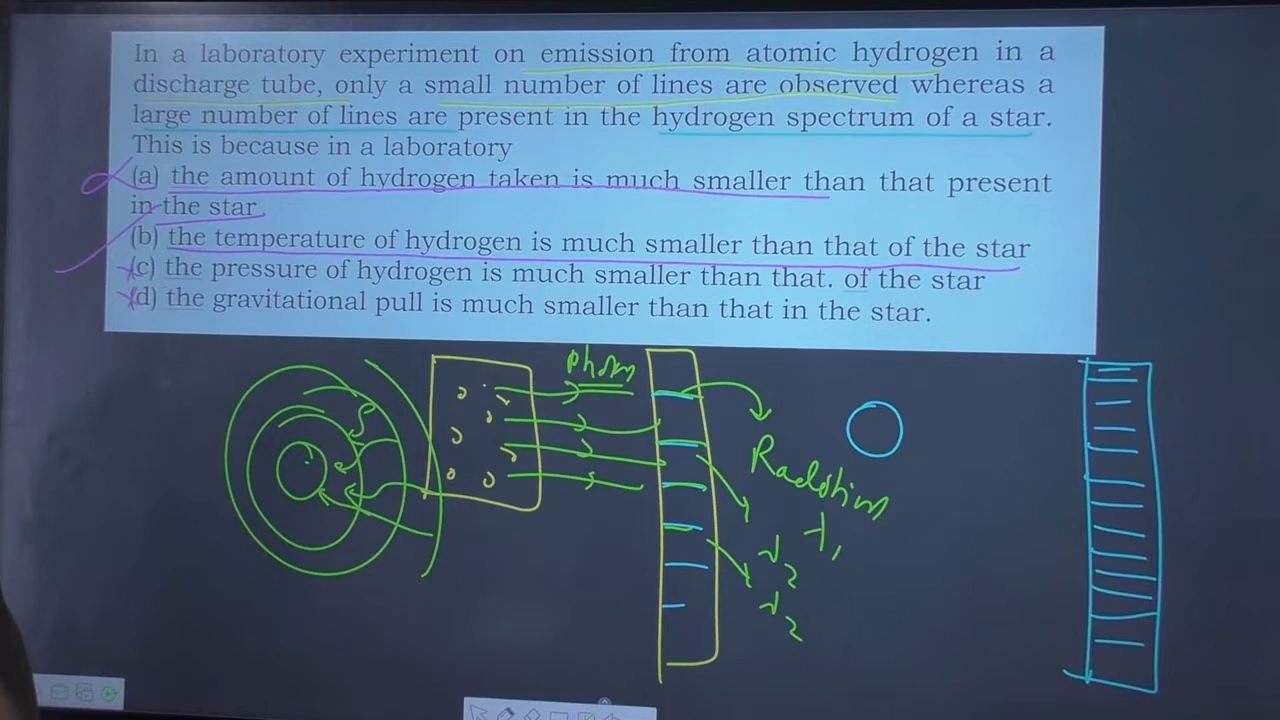 In a laboratory experiment on emission from atomic hydrogen in a
discharge tube, only a small number of lines are observed whereas a
large number of lines are present in the hydrogen spectrum of a star.
This is because in a laboratory
(a) the amount of hydrogen taken is much smaller than that present
in the star
(b) the temperature of hydrogen is much smaller than that of the star
(c) the pressure of hydrogen is much smaller than that. of the star
(d) the gravitational pull is much smaller than that in the star.